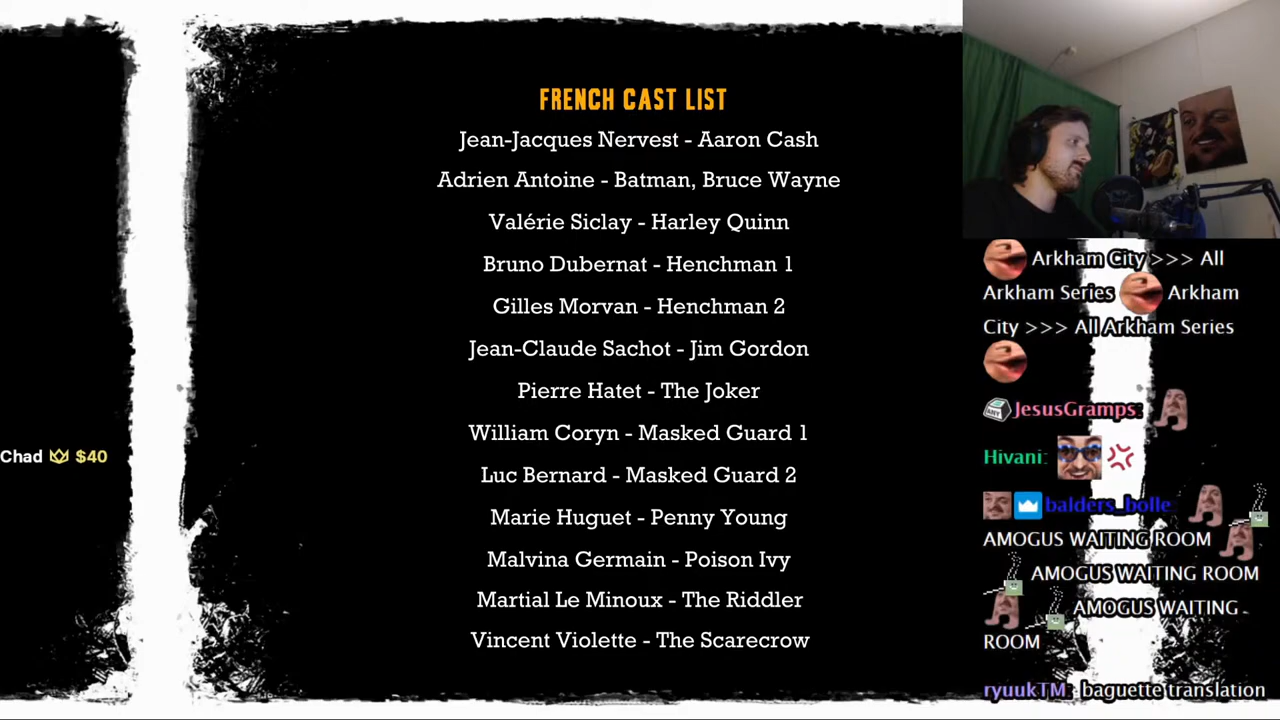 FRENCH CAST LIST
Jean-Jacques Nervest - Aaron Cash
Adrien Antoine - Batman, Bruce Wayne
Valérie Siclay - Harley Quinn
Bruno Dubernat - Henchman 1
Gilles Morvan - Henchman 2
Jean-Claude Sachot - Jim Gordon
Pierre Hatet - The Joker
William Coryn - Masked Guard 1
Luc Bernard - Masked Guard 2
Marie Huguet - Penny Young
Malvina Germain - Poison Ivy
Martial Le Minoux - The Riddler
Vincent Violette - The Scarecrow
Chad $40
Arkham City >>> All
Arkham Series Arkham
City >>> All Arkham Series
JesusGramps:
Hivani:
balders_bolle
AMOGUS WAITING ROOM
AMOGUS WAITING ROOM
AMOGUS WAITING
ROOM
ryuukTM: baguette translation